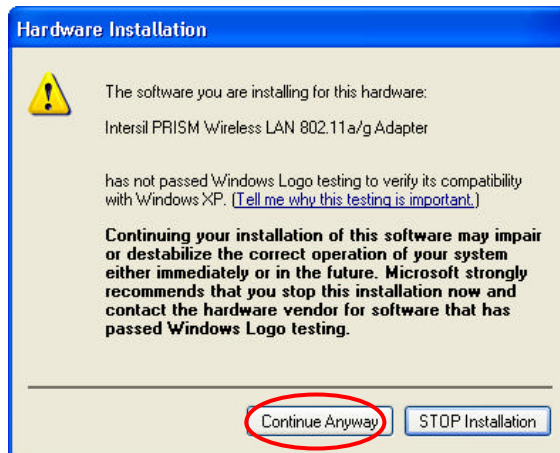 Hardware Installation
The software you are installing for this hardware:
Intersil PRISM Wireless LAN 802.11a/g Adapter
has not passed Windows Logo testing to verify its compatibility
with Windows XP. (Tell me why this testing is important.)
Continuing your installation of this software may impair
or destabilize the correct operation of your system
either immediately or in the future. Microsoft strongly
recommends that you stop this installation now and
contact the hardware vendor for software that has
passed Windows Logo testing.
Continue Anyway
STOP Installation